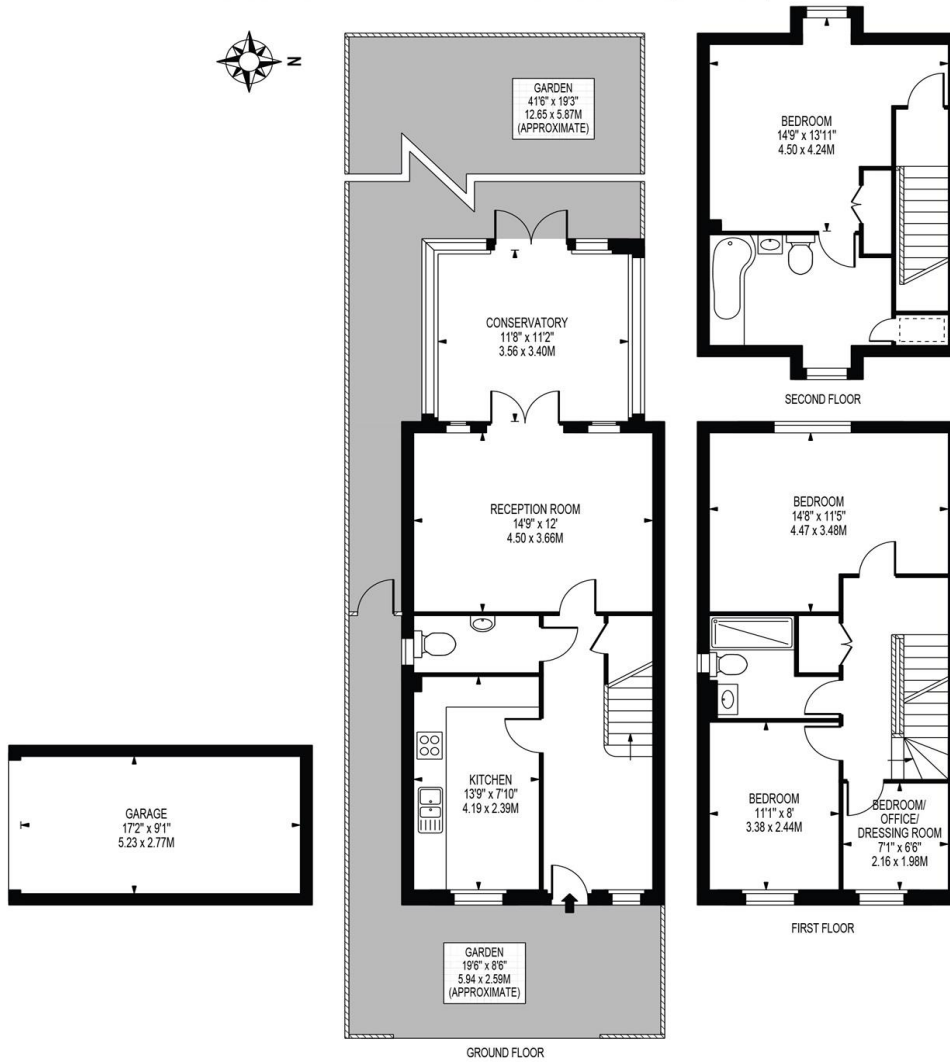 N
GARDEN
41'6" x 19'3"
12.65 x 5.87M
(APPROXIMATE)
CONSERVATORY
11'8" x 11'2"
3.56 x 3.40M
RECEPTION ROOM
14'9" x 12'
4.50 x 3.66M
KITCHEN
13'9" x 7'10"
4.19 x 2.39M
GARAGE
17'2" x 9'1"
5.23 x 2.77M
GARDEN
19'6" x 8'6"
5.94 x 2.59M
(APPROXIMATE)
GROUND FLOOR
BEDROOM
14'9" x 13'11"
4.50 x 4.24M
SECOND FLOOR
BEDROOM
14'8" x 11'5"
4.47 x 3.48M
BEDROOM
11'1" x 8'
3.38 x 2.44M
BEDROOM/
OFFICE/
DRESSING ROOM
7'1" x 6'6"
2.16 x 1.98M
FIRST FLOOR